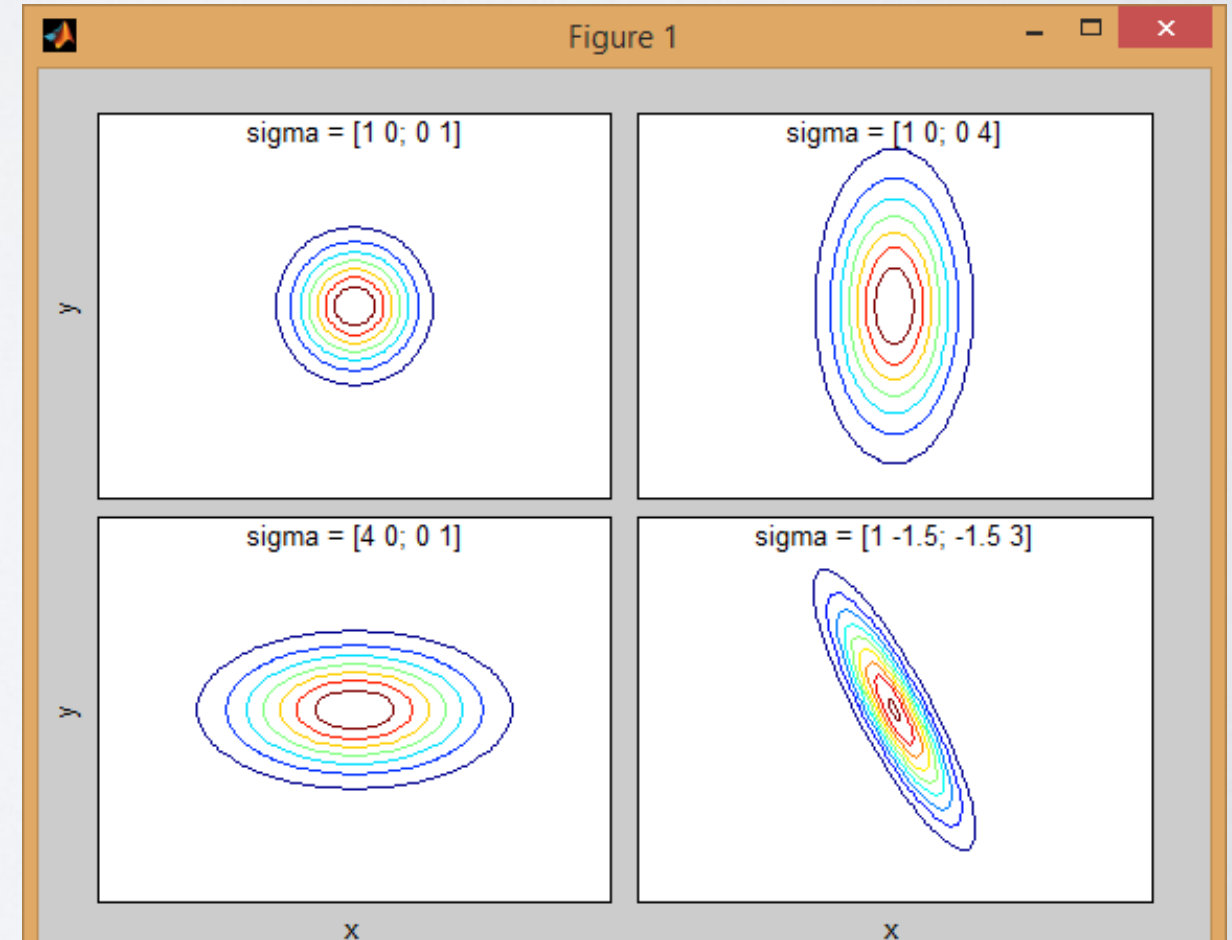 Figure 1
sigma = [1 0; 0 1]
sigma = [1 0; 0 4]
y
sigma = [4 0; 0 1]
sigma = [1 -1.5; -1.5 3]
y
x
x